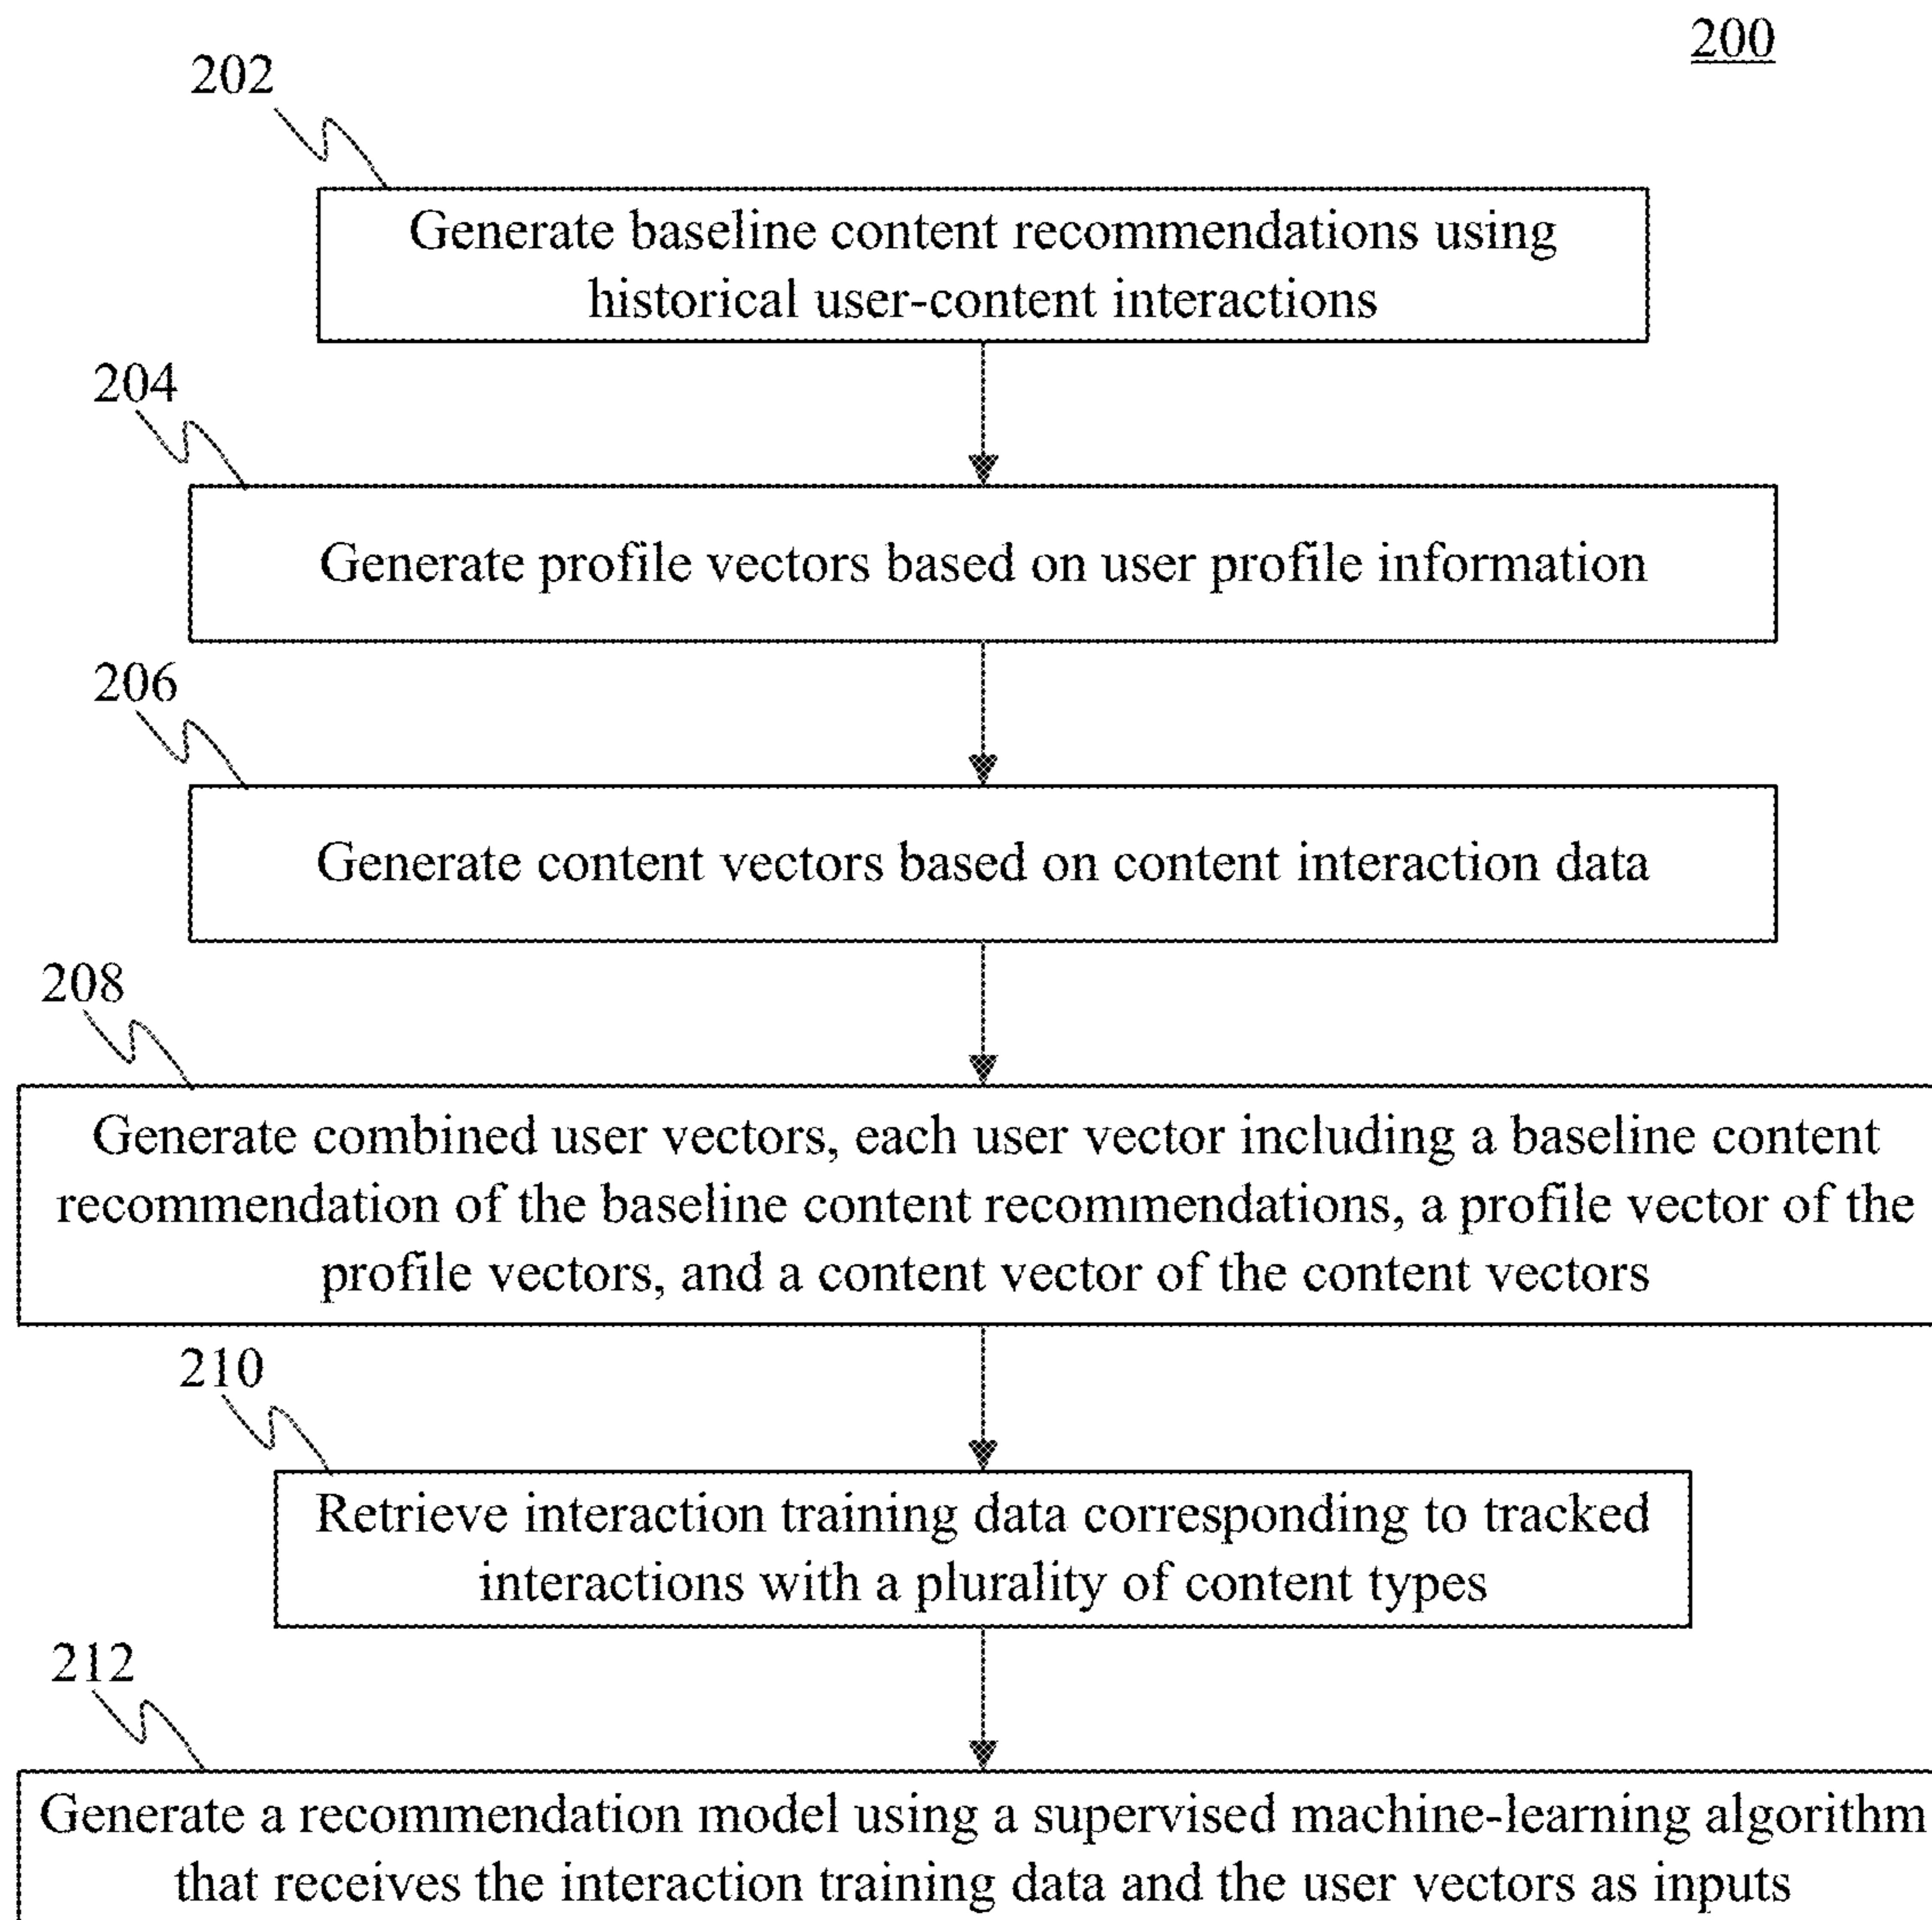 200
202
Generate baseline content recommendations using
historical user-content interactions
204
Generate profile vectors based on user profile information
206
Generate content vectors based on content interaction data
208
Generate combined user vectors, each user vector including a baseline content
recommendation of the baseline content recommendations, a profile vector of the
profile vectors, and a content vector of the content vectors
210
Retrieve interaction training data corresponding to tracked
interactions with a plurality of content types
212
Generate a recommendation model using a supervised machine-learning algorithm
that receives the interaction training data and the user vectors as inputs